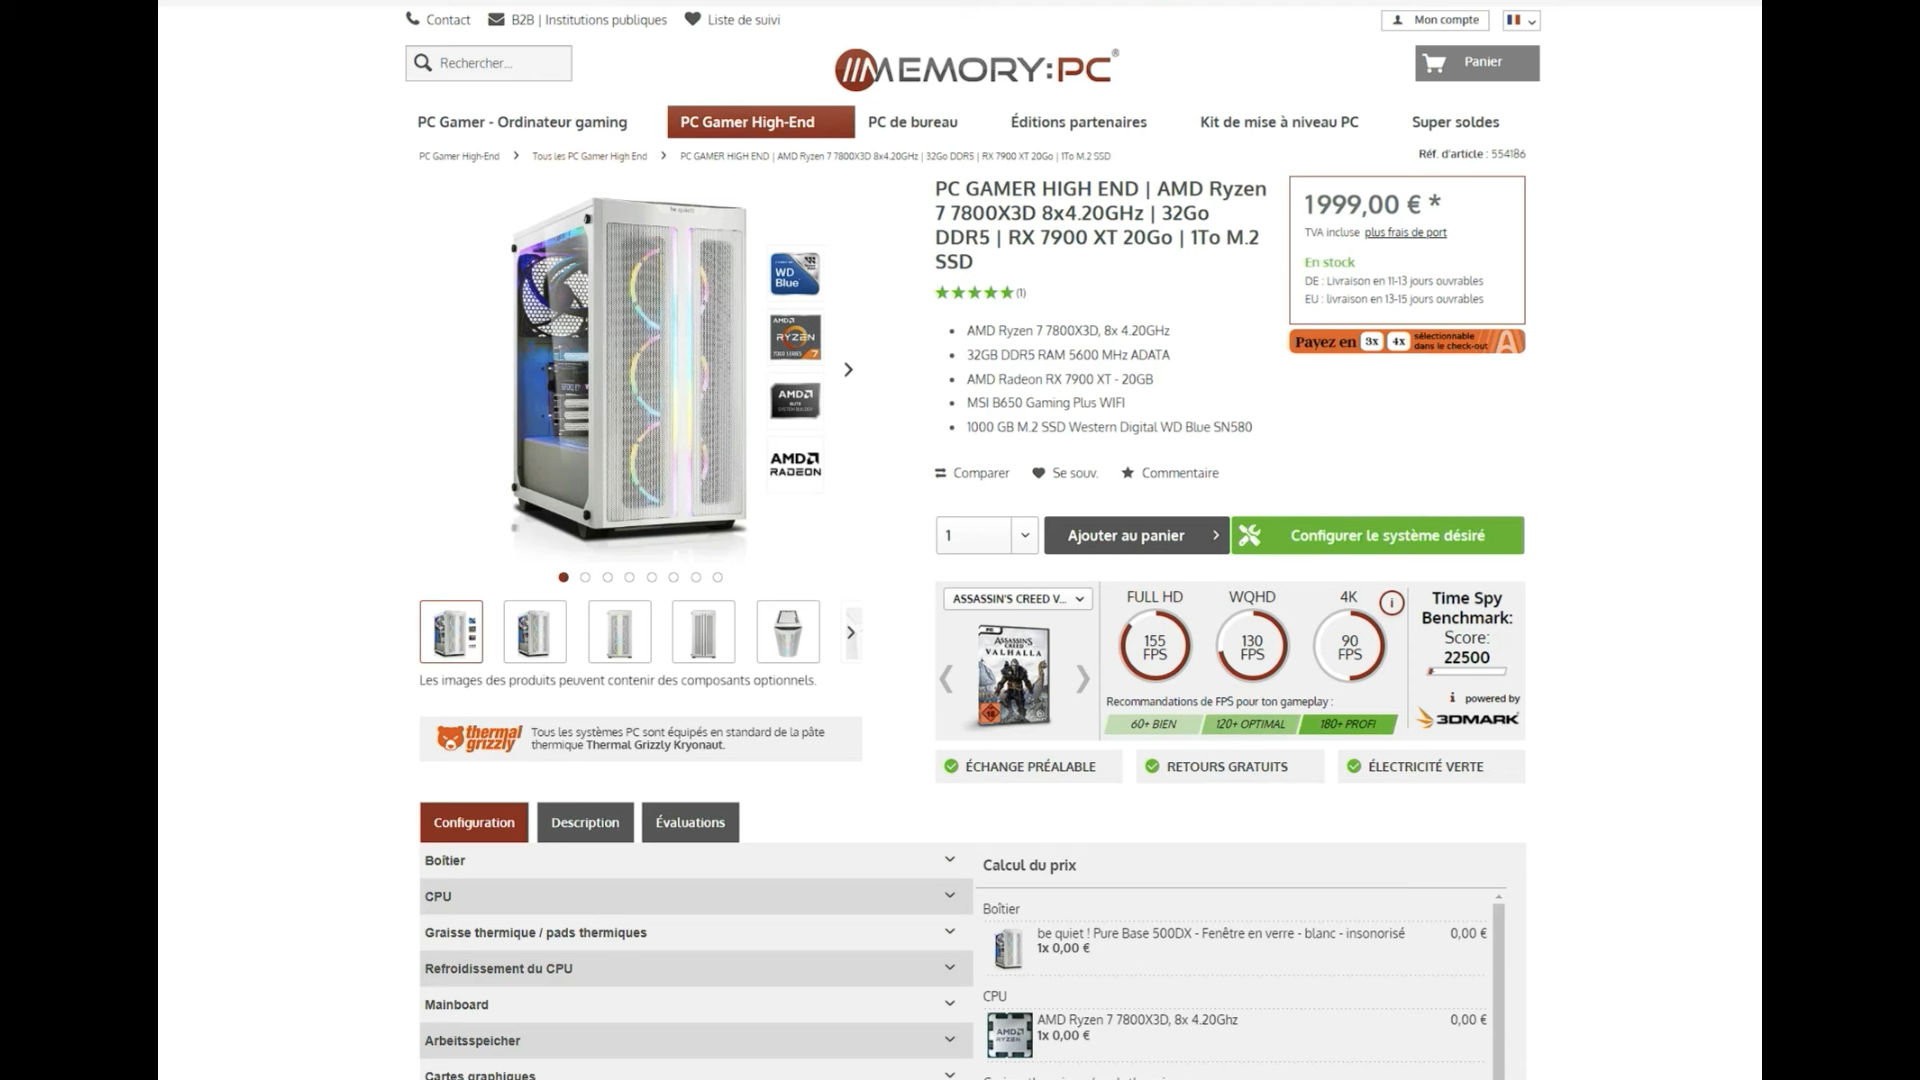 Contact
B2B | Institutions publiques
Liste de suivi
Mon compte
Rechercher...
MEMORY:PC®
Panier
PC Gamer - Ordinateur gaming
PC Gamer High-End
PC de bureau
Éditions partenaires
Kit de mise à niveau PC
Super soldes
PC Gamer High-End
Tous les PC Gamer High End
PC GAMER HIGH END | AMD Ryzen 7 7800X3D 8x4.20GHz | 32Go DDR5 | RX 7900 XT 20Go | 1To M.2 SSD
Réf. d'article : 554186
be quiet!
WD
Blue
AMD
RYZEN
7
AMD
AMD
RADEON
PC GAMER HIGH END | AMD Ryzen
7 7800X3D 8x4.20GHz | 32Go
DDR5 | RX 7900 XT 20Go | 1To M.2
SSD
(1)
AMD Ryzen 7 7800X3D, 8x 4.20GHz
32GB DDR5 RAM 5600 MHz ADATA
AMD Radeon RX 7900 XT - 20GB
MSI B650 Gaming Plus WIFI
1000 GB M.2 SSD Western Digital WD Blue SN580
1999,00 € *
TVA incluse plus frais de port
En stock
DE : Livraison en 11-13 jours ouvrables
EU : livraison en 13-15 jours ouvrables
Payez en 3x 4x sélectionnable
dans le check-out
Comparer
Se souv.
Commentaire
1
Ajouter au panier
Configurer le système désiré
ASSASSIN'S CREED V...
ASSASSIN'S
CREED
VALHALLA
18
FULL HD
WQHD
4K
i
155
FPS
130
FPS
90
FPS
Recommandations de FPS pour ton gameplay :
60+ BIEN
120+ OPTIMAL
180+ PROFI
Time Spy
Benchmark:
Score:
22500
i powered by
3DMARK
Les images des produits peuvent contenir des composants optionnels.
thermal
grizzly
Tous les systèmes PC sont équipés en standard de la pâte
thermique Thermal Grizzly Kryonaut.
ÉCHANGE PRÉALABLE
RETOURS GRATUITS
ÉLECTRICITÉ VERTE
Configuration
Description
Évaluations
Boîtier
CPU
Graisse thermique / pads thermiques
Refroidissement du CPU
Mainboard
Arbeitsspeicher
Cartes graphiques
Calcul du prix
Boîtier
be quiet ! Pure Base 500DX - Fenêtre en verre - blanc - insonorisé
0,00 €
1x 0,00 €
CPU
AMD
RYZEN
AMD Ryzen 7 7800X3D, 8x 4.20Ghz
0,00 €
1x 0,00 €